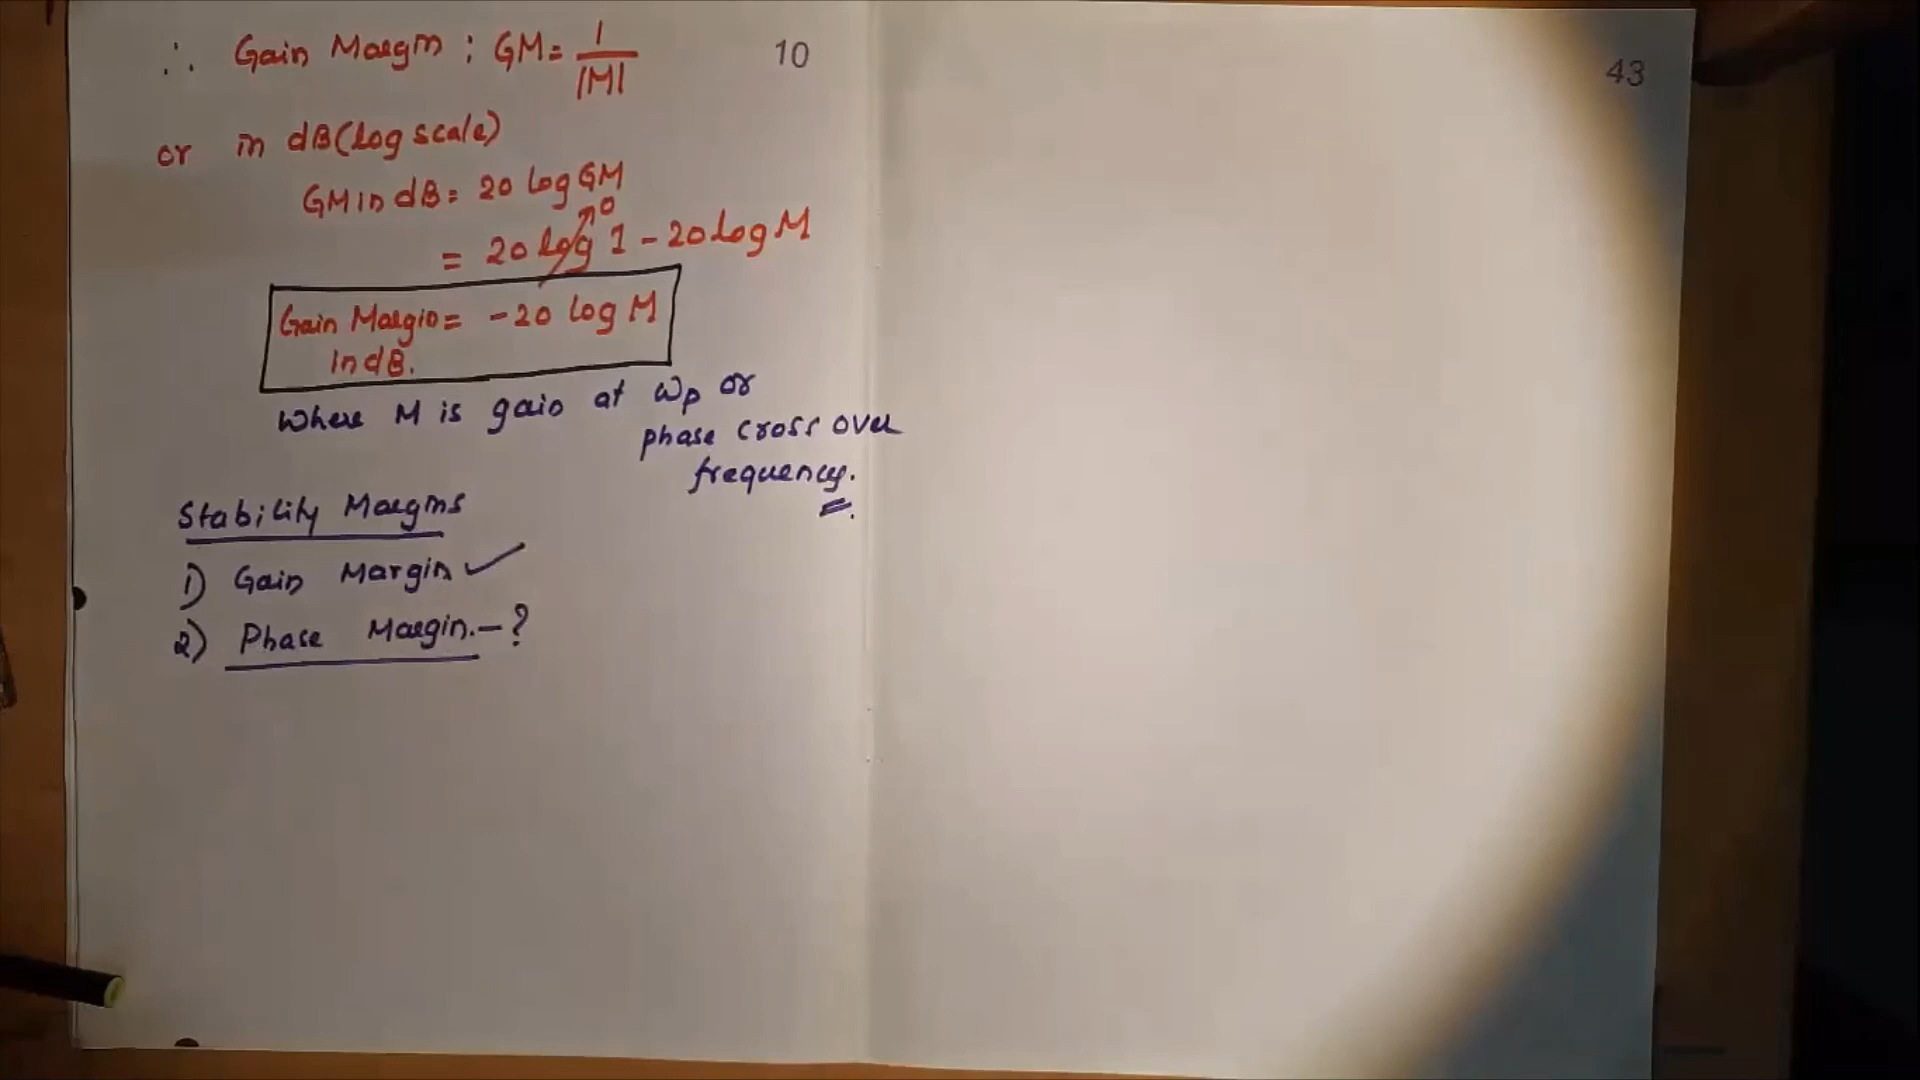 ∴ Gain Margin : GM = 1/|M|
10
43
or in dB (log scale)
GM in dB = 20 log GM
= 20 log 1 - 20 log M
0
Gain Margin = -20 log M
in dB.
Where M is gain at ωp or
phase cross over
frequency.
Stability Margins
1) Gain Margin ✓
2) Phase Margin. - ?